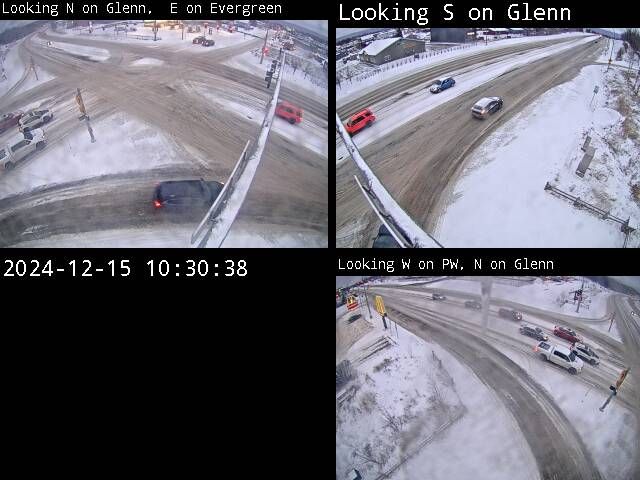 Looking N on Glenn,  E on Evergreen
Looking S on Glenn
2024-12-15 10:30:38
Looking W on PW, N on Glenn